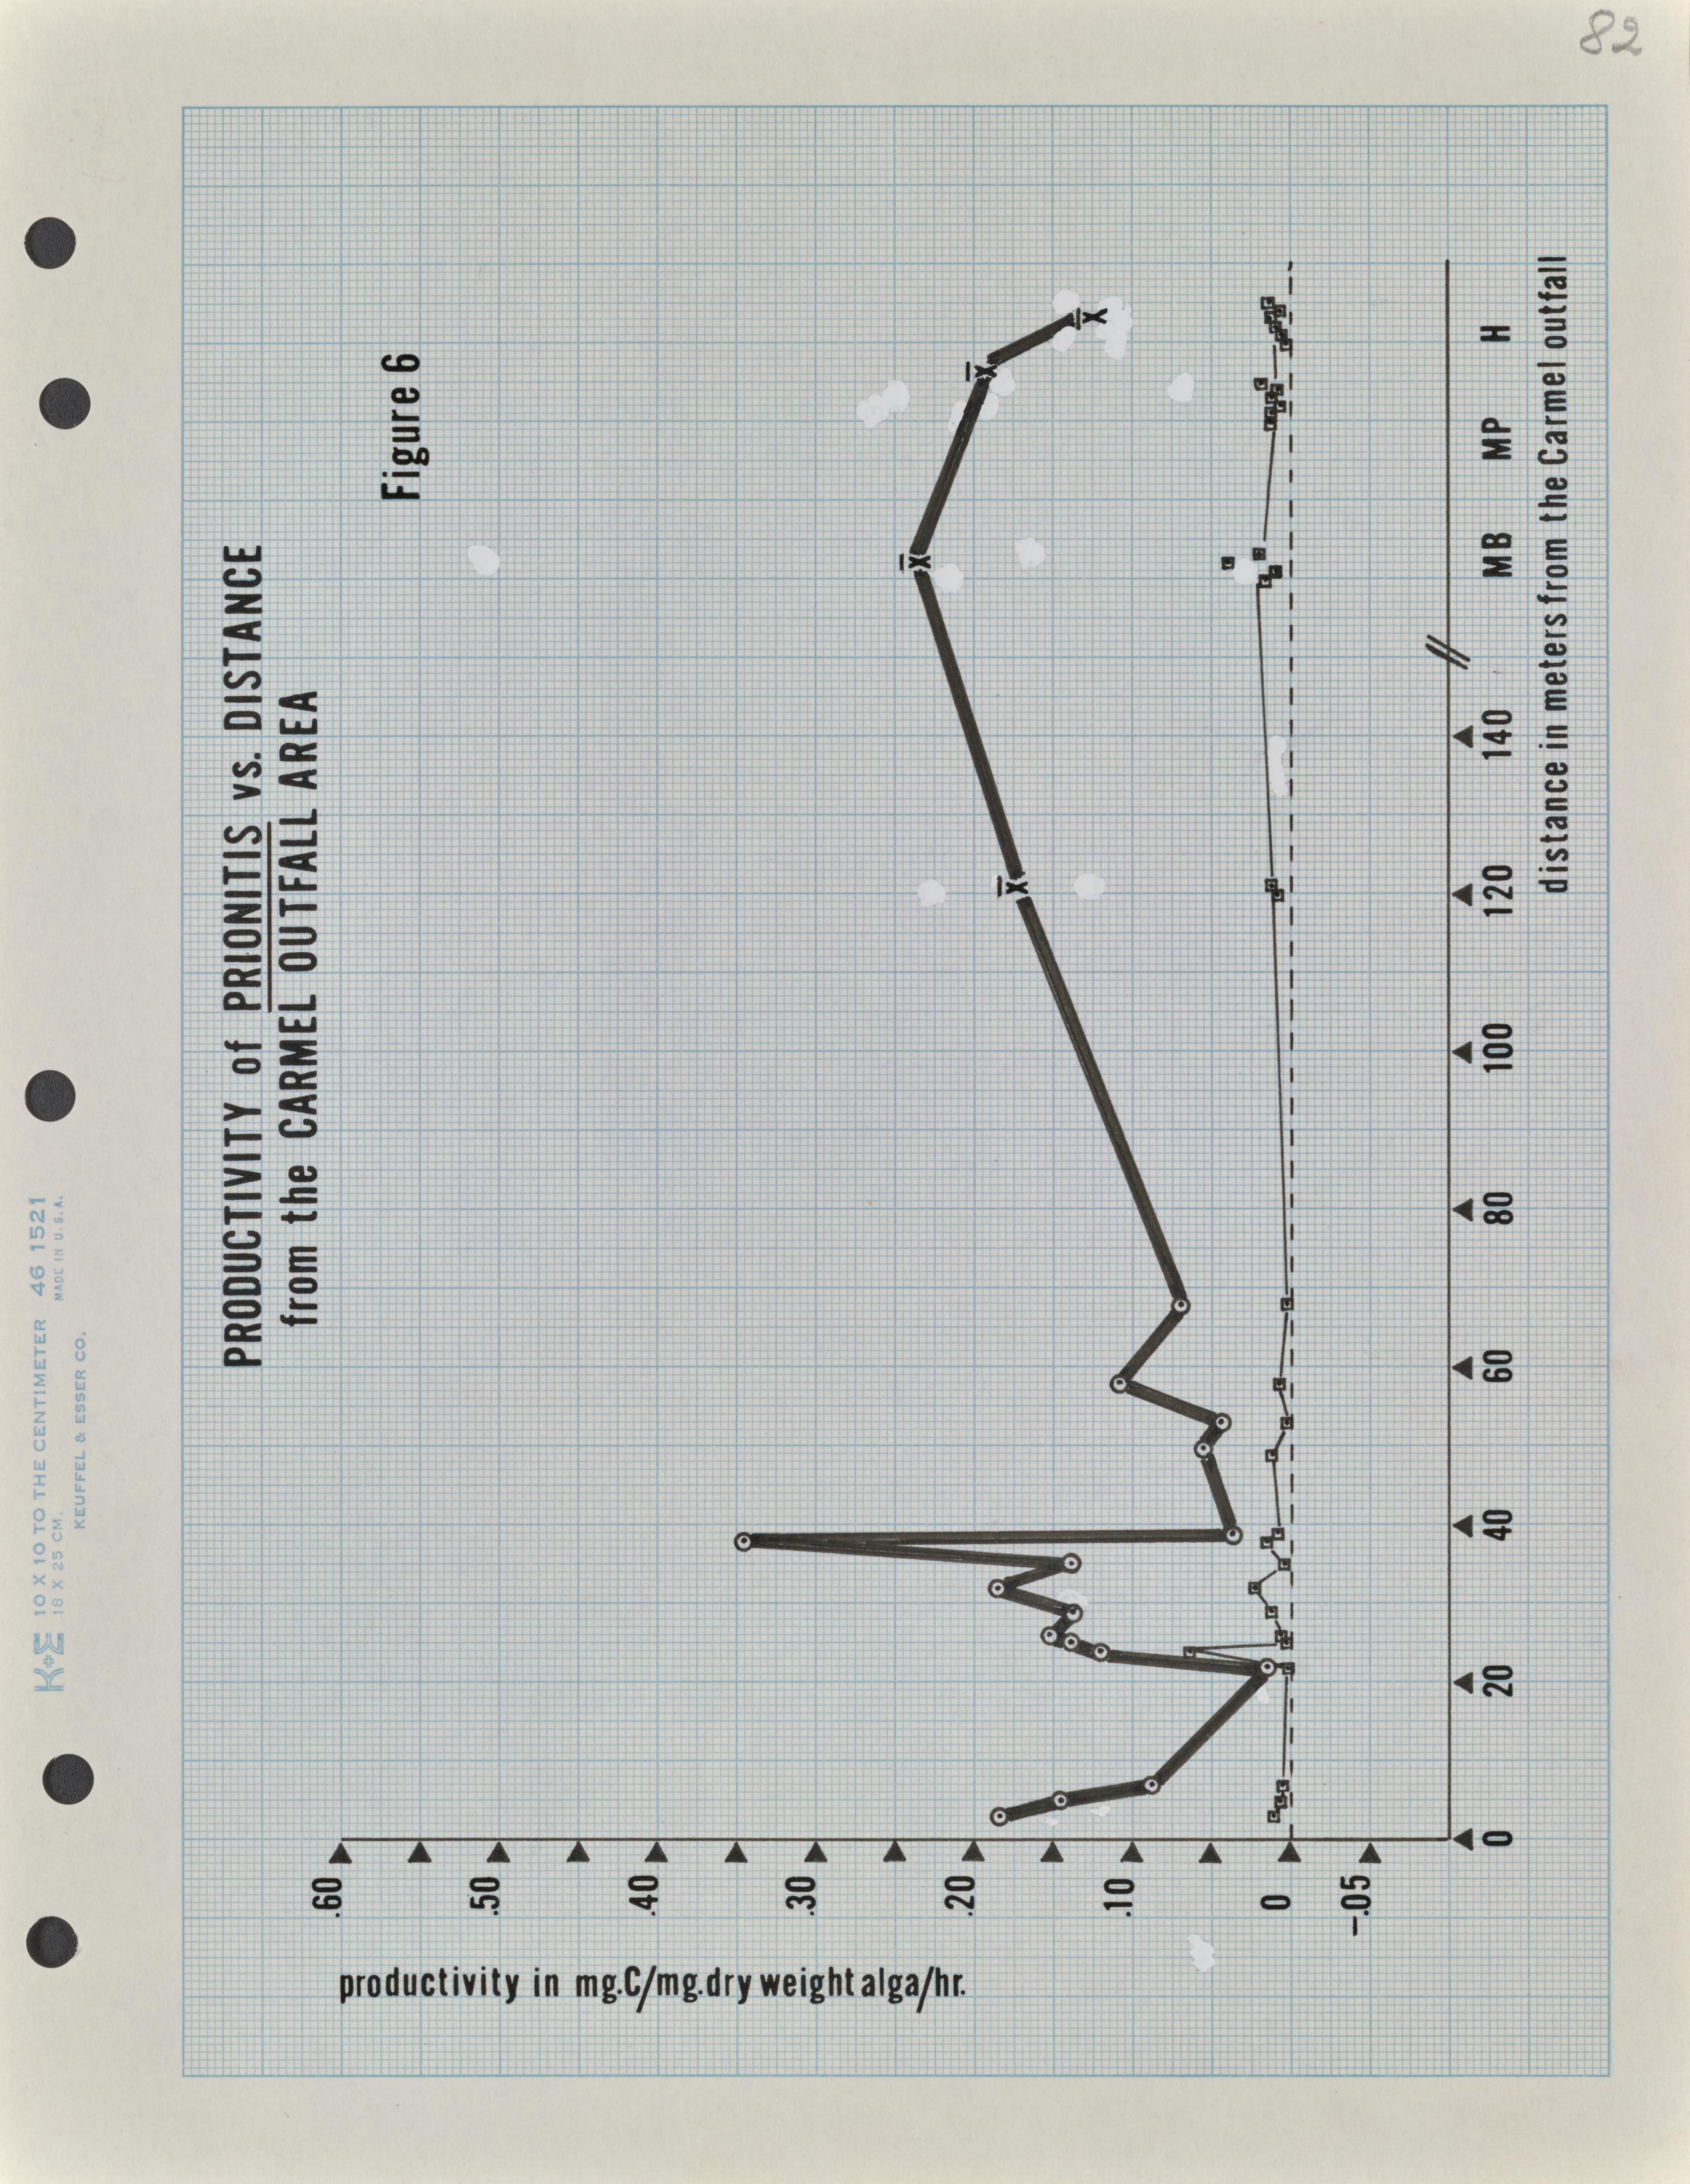 82
PRODUCTIVITY of PRIONITIS vs. DISTANCE
from the CARMEL OUTFALL AREA
Figure 6
.60
.50
.40
.30
.20
.10
0
–.05
productivity in mg.C/mg.dry weight alga/hr.
X
X
X
X
0 20 40 60 80 100 120 140 MB MP H
distance in meters from the Carmel outfall
K+E 10 X 10 TO THE CENTIMETER 46 1521
18 X 25 CM. MADE IN U.S.A.
KEUFFEL & ESSER CO.